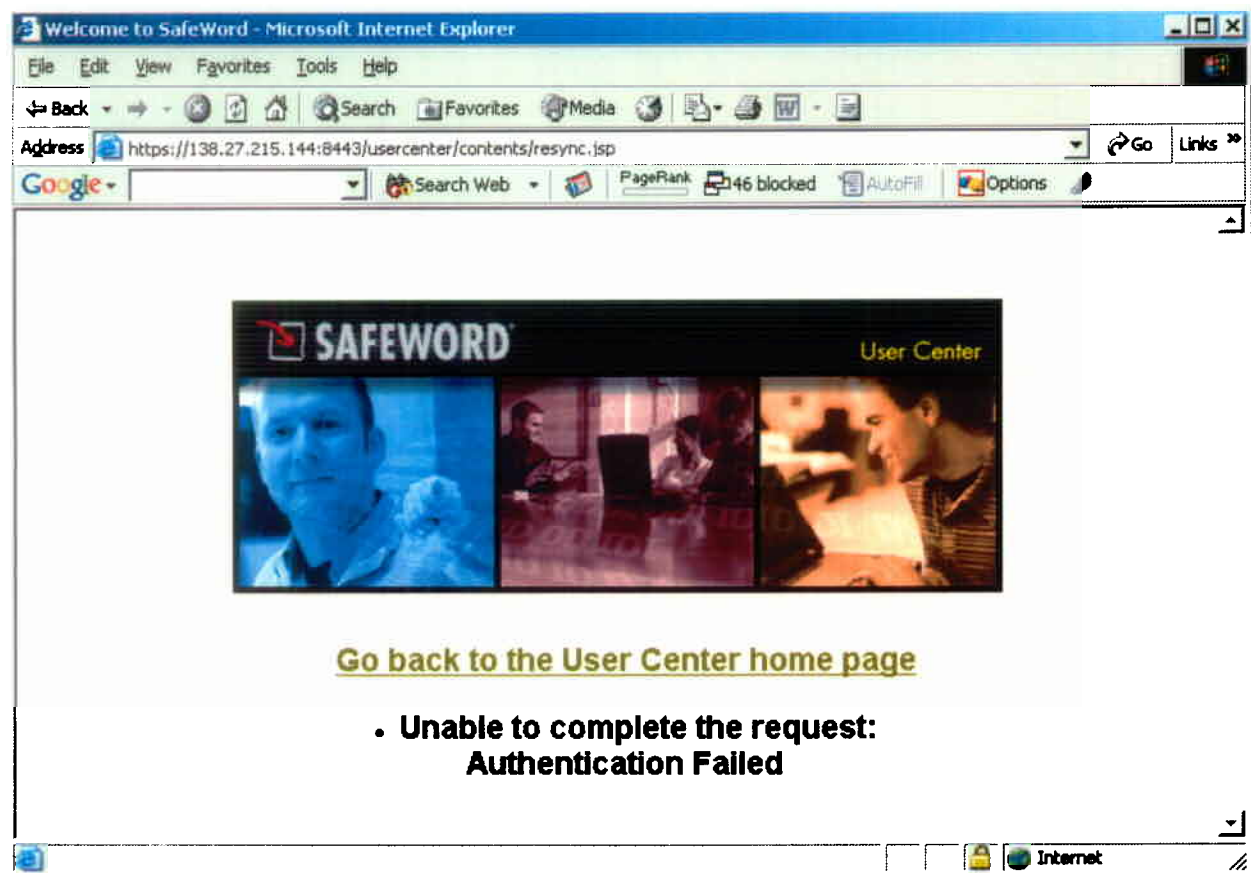 Welcome to SafeWord - Microsoft Internet Explorer
File Edit View Favorites Tools Help
Back Search Favorites Media
Address https://138.27.215.144:8443/usercenter/contents/resync.jsp Go Links »
Google Search Web PageRank 46 blocked AutoFill Options
SAFEWORD
User Center
Go back to the User Center home page
• Unable to complete the request:
Authentication Failed
Internet